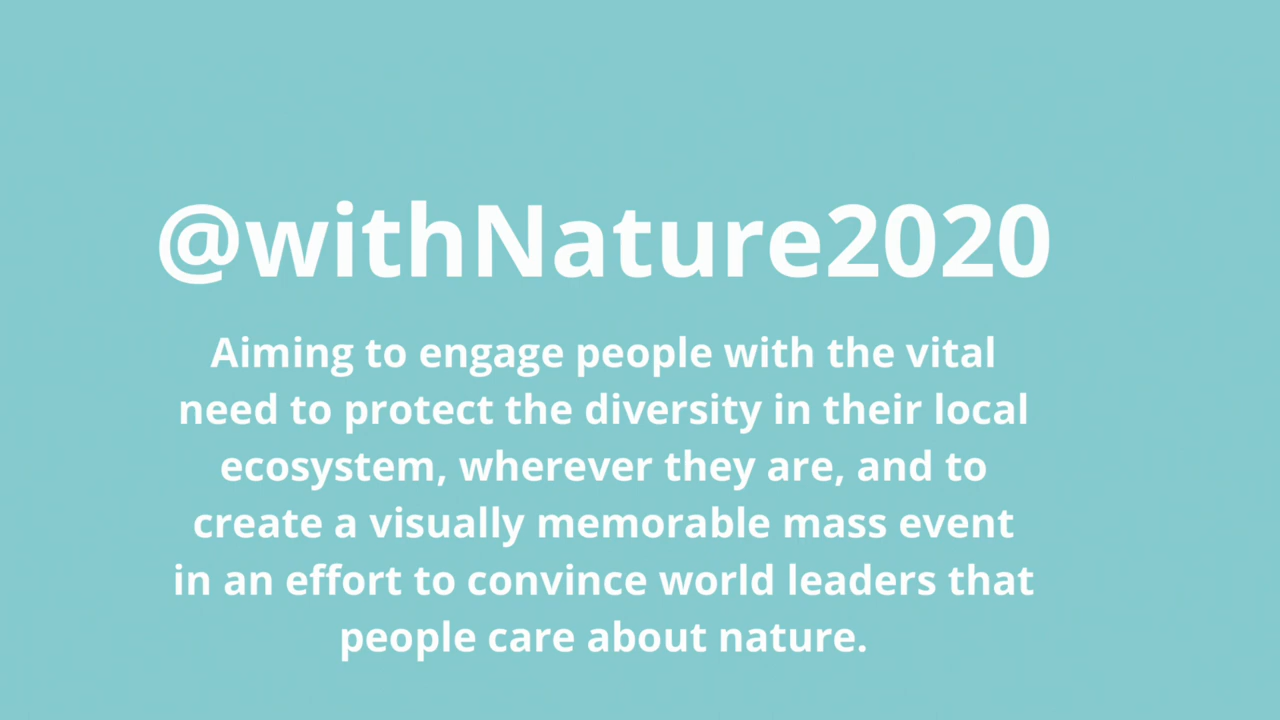 @withNature2020
Aiming to engage people with the vital
need to protect the diversity in their local
ecosystem, wherever they are, and to
create a visually memorable mass event
in an effort to convince world leaders that
people care about nature.